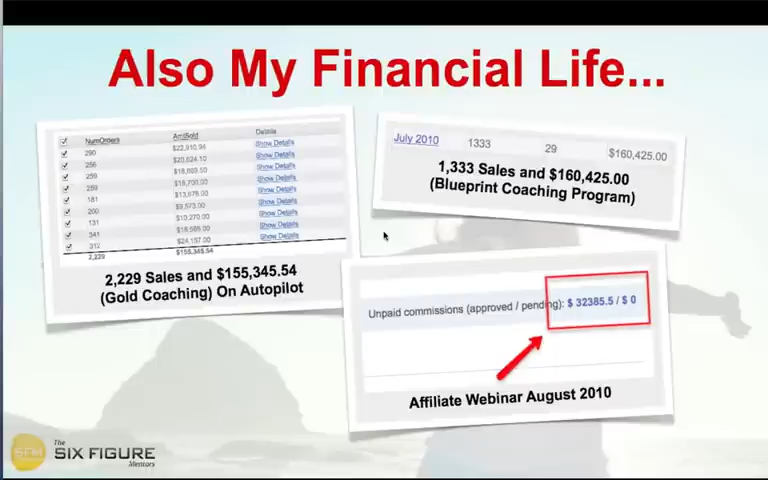 Also My Financial Life...
NumOrders AmtSold Details
290 $22,910.94 Show Details
256 $20,624.10 Show Details
259 Show Details
259 $18,700.00 Show Details
181 Show Details
200 $9,573.00 Show Details
131 $10,270.00 Show Details
341 Show Details
312 $24,157.00 Show Details
2,229 $155,345.54
2,229 Sales and $155,345.54
(Gold Coaching) On Autopilot
July 2010 1333 29 $160,425.00
1,333 Sales and $160,425.00
(Blueprint Coaching Program)
Unpaid commissions (approved / pending): $ 32385.5 / $ 0
Affiliate Webinar August 2010
SFM
The
SIX FIGURE
Mentors